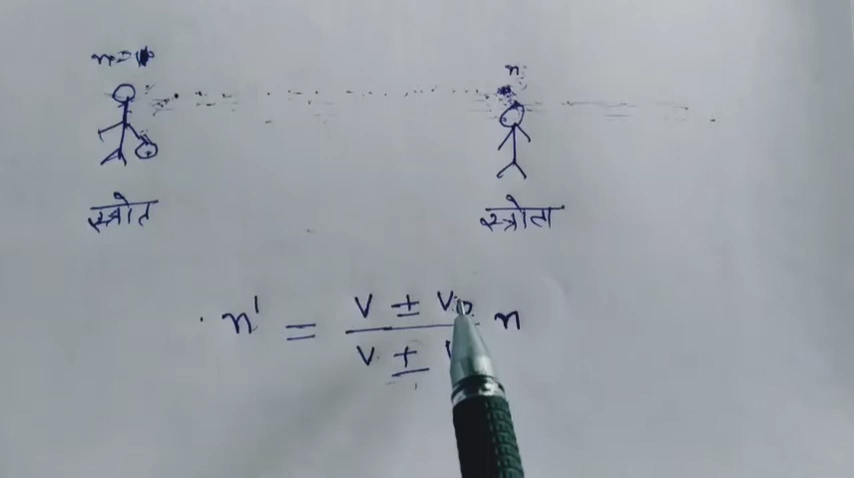 n
स्त्रोत स्त्रोता
n' = V ± V₀ n
V ±